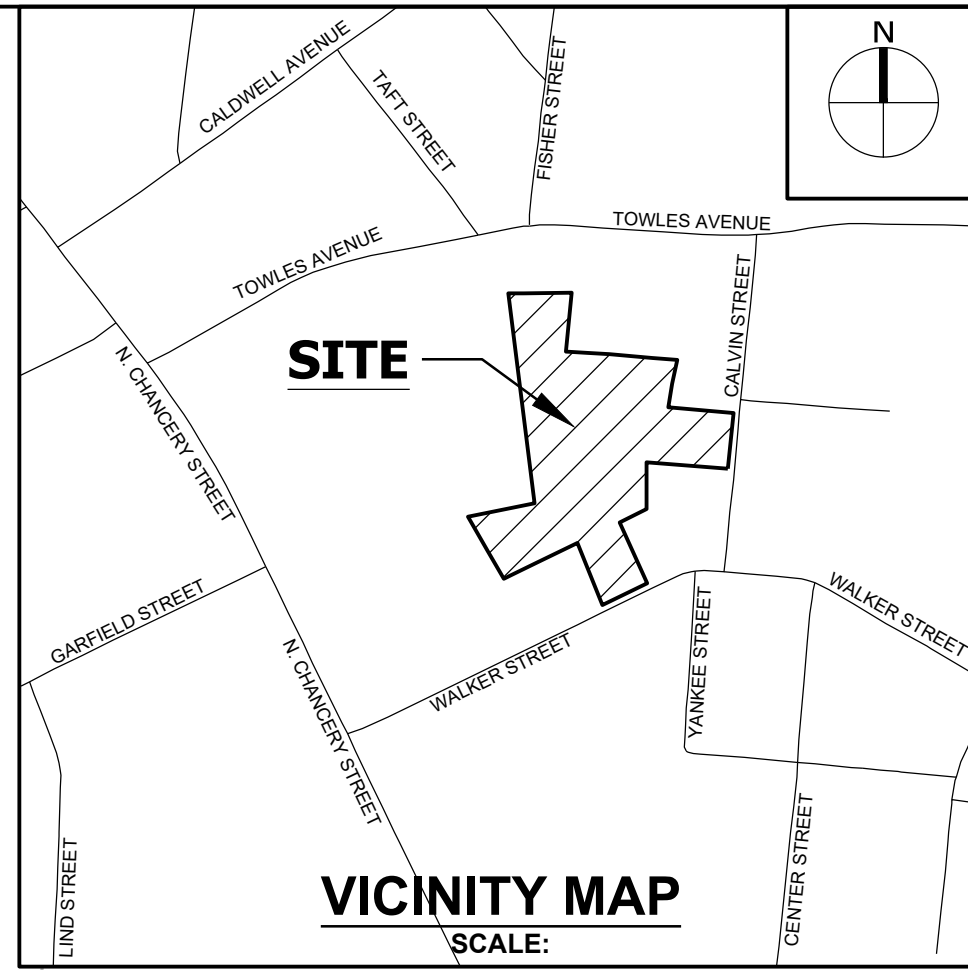 N
CALDWELL AVENUE
TAFT STREET
FISHER STREET
TOWLES AVENUE
TOWLES AVENUE
CALVIN STREET
SITE
N. CHANCERY STREET
GARFIELD STREET
WALKER STREET
YANKEE STREET
WALKER STREET
N. CHANCERY STREET
LIND STREET
CENTER STREET
VICINITY MAP
SCALE: